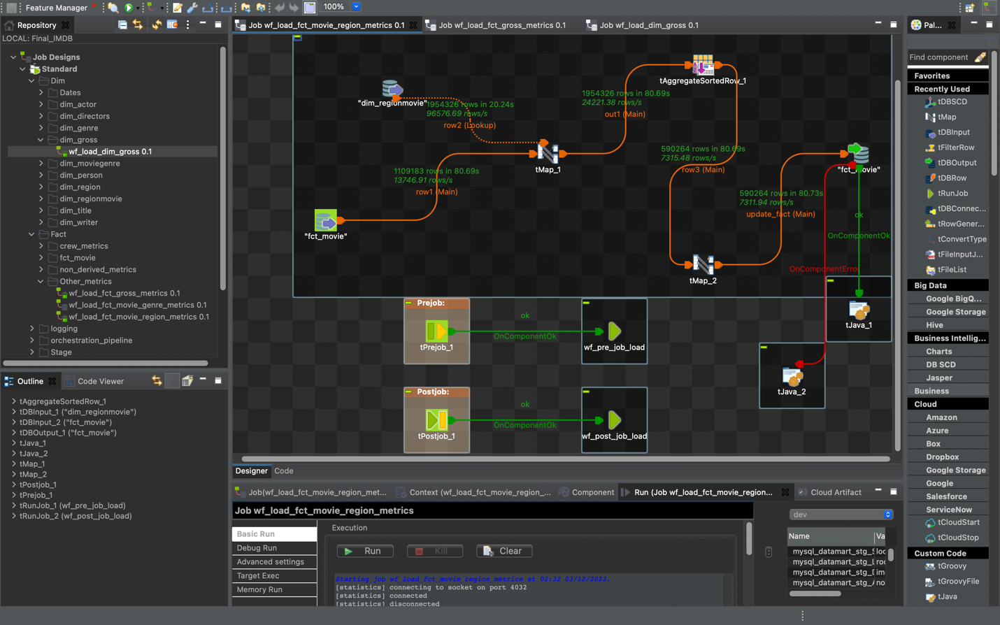 Feature Manager
100%
Repository
LOCAL: Final_IMDB
Job Designs
Standard
Dim
Dates
dim_actor
dim_directors
dim_genre
dim_gross
wf_load_dim_gross 0.1
dim_moviegenre
dim_person
dim_region
dim_regionmovie
dim_title
dim_writer
Fact
crew_metrics
fct_movie
non_derived_metrics
Other_metrics
wf_load_fct_gross_metrics 0.1
wf_load_fct_movie_genre_metrics 0.1
wf_load_fct_movie_region_metrics 0.1
logging
orchestration_pipeline
Stage
Outline
Code Viewer
tAggregateSortedRow_1
tDBInput_1 ("dim_regionmovie")
tDBInput_2 ("fct_movie")
tDBOutput_1 ("fct_movie")
tJava_1
tJava_2
tMap_1
tMap_2
tPostjob_1
tPrejob_1
tRunJob_1 (wf_pre_job_load)
tRunJob_2 (wf_post_job_load)
Job wf_load_fct_movie_region_metrics 0.1
Job wf_load_fct_gross_metrics 0.1
Job wf_load_dim_gross 0.1
"dim_regionmovie"
1954326 rows in 20.24s
96576.69 rows/s
row2 (Lookup)
1954326 rows in 80.69s
24221.38 rows/s
out1 (Main)
tAggregateSortedRow_1
tMap_1
1109183 rows in 80.69s
13746.91 rows/s
row1 (Main)
"fct_movie"
590264 rows in 80.69s
7315.48 rows/s
row3 (Main)
590264 rows in 80.73s
7311.94 rows/s
update_fact (Main)
tMap_2
"fct_movie"
ok
OnComponentOk
OnComponentError
tJava_1
tJava_2
Prejob:
tPrejob_1
ok
OnComponentOk
wf_pre_job_load
Postjob:
tPostjob_1
ok
OnComponentOk
wf_post_job_load
Designer
Code
Job(wf_load_fct_movie_region_met...
Context (wf_load_fct_movie_region_...
Component
Run (Job wf_load_fct_movie_region...
Cloud Artifact
Job wf_load_fct_movie_region_metrics
Basic Run
Debug Run
Advanced settings
Target Exec
Memory Run
Execution
Run
Kill
Clear
Starting job wf_load_fct_movie_region_metrics at 02:32 03/12/2023.
[statistics] connecting to socket on port 4032
[statistics] connected
[statistics] disconnected
dev
Name
Va
mysql_datamart_stg_S
loc
mysql_datamart_stg_L
roc
mysql_datamart_stg_D
im
mysql_datamart_stg_A
no
Pal...
Find component
Favorites
Recently Used
tDBSCD
tMap
tDBInput
tFilterRow
tDBOutput
tDBRow
tRunJob
tDBConnec...
tRowGener...
tConvertType
tFileInputJ...
tFileList
Big Data
Google BigQ...
Google Storage
Hive
Business Intellig...
Charts
DB SCD
Jasper
Business
Cloud
Amazon
Azure
Box
Dropbox
Google Storage
Google
Salesforce
ServiceNow
tCloudStart
tCloudStop
Custom Code
tGroovy
tGroovyFile
tJava